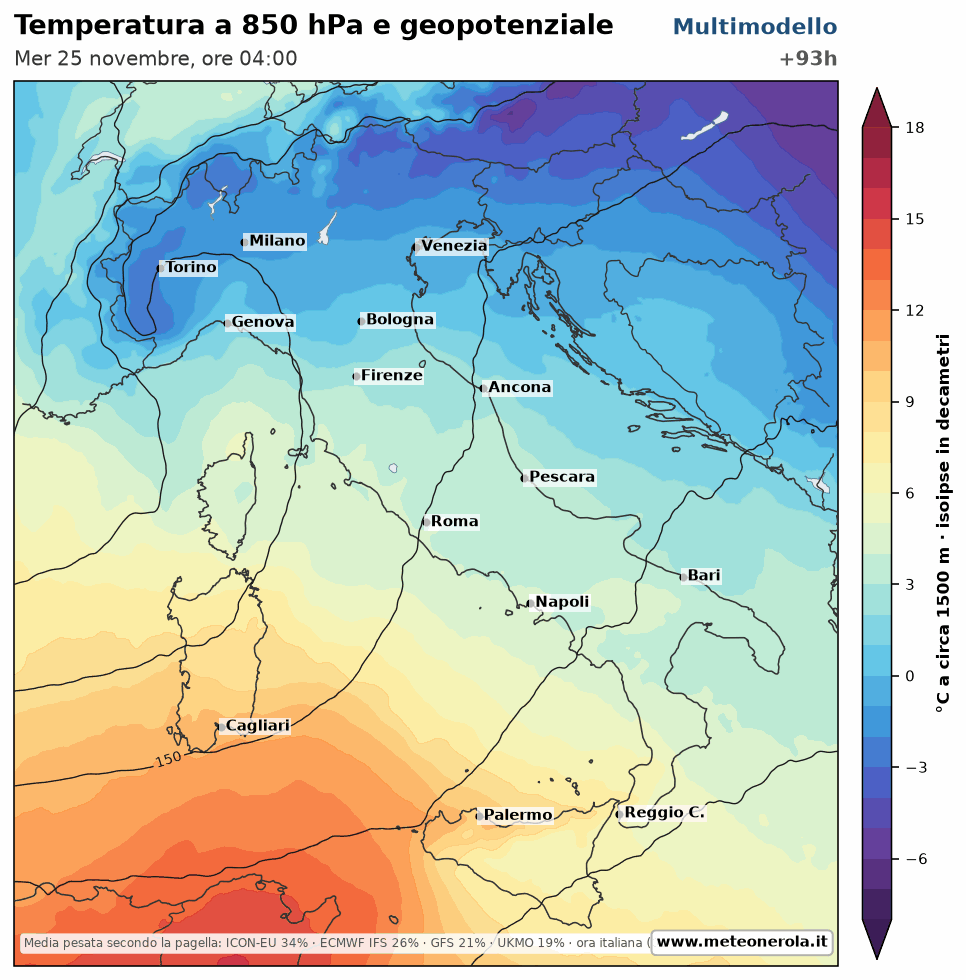 Temperatura a 850 hPa e geopotenziale
Multimodello
Mer 25 novembre, ore 04:00
+93h
Milano
Venezia
Torino
Genova
Bologna
Firenze
Ancona
Pescara
Roma
Bari
Napoli
Cagliari
150
Palermo
Reggio C.
18
15
12
9
6
3
0
−3
−6
°C a circa 1500 m · isoipse in decametri
Media pesata secondo la pagella: ICON-EU 34% · ECMWF IFS 26% · GFS 21% · UKMO 19% · ora italiana (
www.meteonerola.it